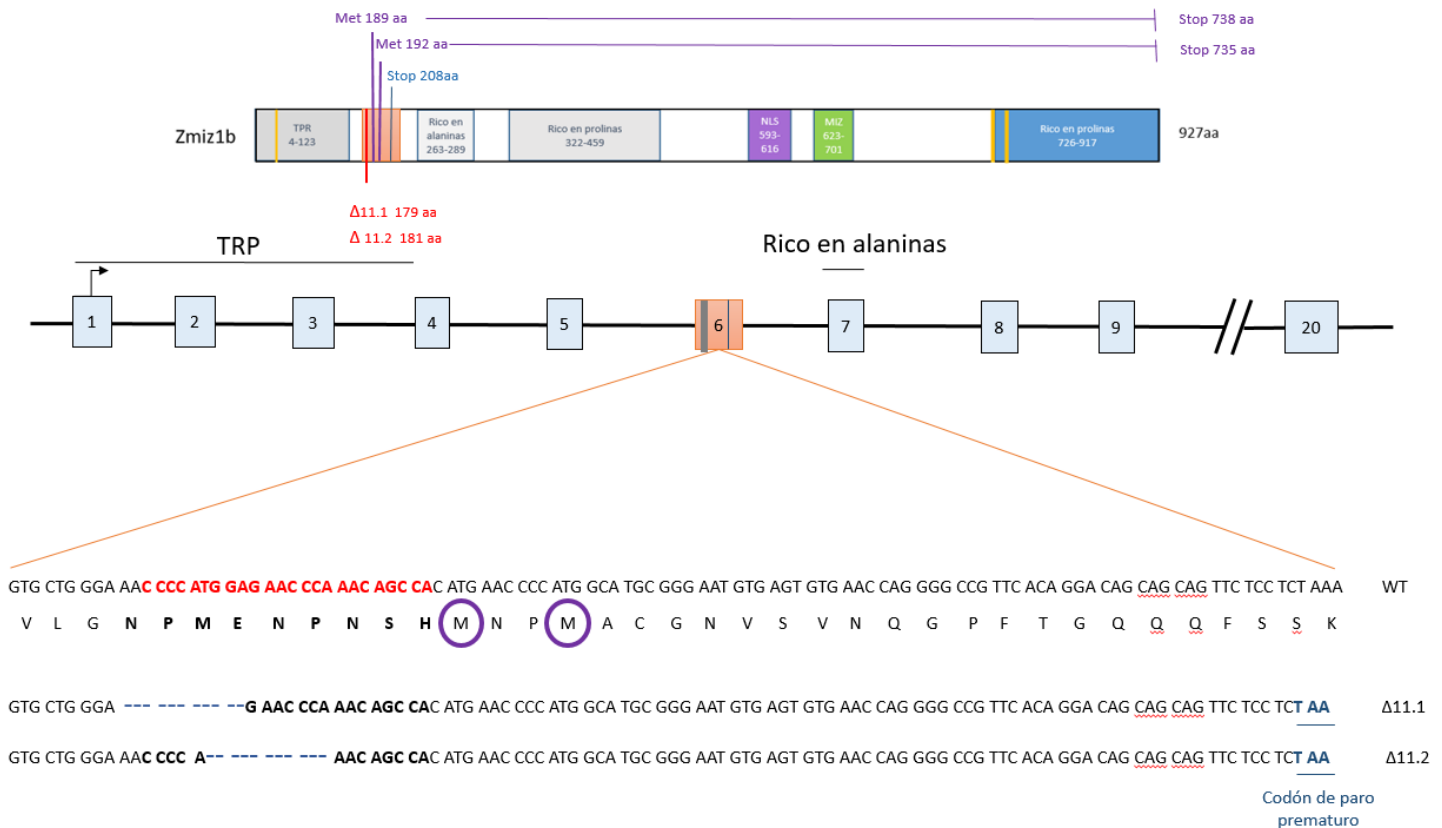 Met 189 aa
Stop 738 aa
Met 192 aa
Stop 735 aa
Stop 208aa
Zmiz1b
TPR
4-123
Rico en
alaninas
263-289
Rico en prolinas
322-459
NLS
593-
616
MIZ
623-
701
Rico en prolinas
726-917
927aa
Δ11.1 179 aa
Δ 11.2 181 aa
TRP
Rico en alaninas
1 2 3 4 5 6 7 8 9 20
GTG CTG GGA AAC CCC ATG GAG AAC CCA AAC AGC CAC ATG AAC CCC ATG GCA TGC GGG AAT GTG AGT GTG AAC CAG GGG CCG TTC ACA GGA CAG CAG CAG TTC TCC TCT AAA WT
V L G N P M E N P N S H M N P M A C G N V S V N Q G P F T G Q Q Q F S S K
GTG CTG GGA --- --- --- --G AAC CCA AAC AGC CAC ATG AAC CCC ATG GCA TGC GGG AAT GTG AGT GTG AAC CAG GGG CCG TTC ACA GGA CAG CAG CAG TTC TCC TCT AA Δ11.1
GTG CTG GGA AAC CCC A-- --- --- --- AAC AGC CAC ATG AAC CCC ATG GCA TGC GGG AAT GTG AGT GTG AAC CAG GGG CCG TTC ACA GGA CAG CAG CAG TTC TCC TCT AA Δ11.2
Codón de paro
prematuro